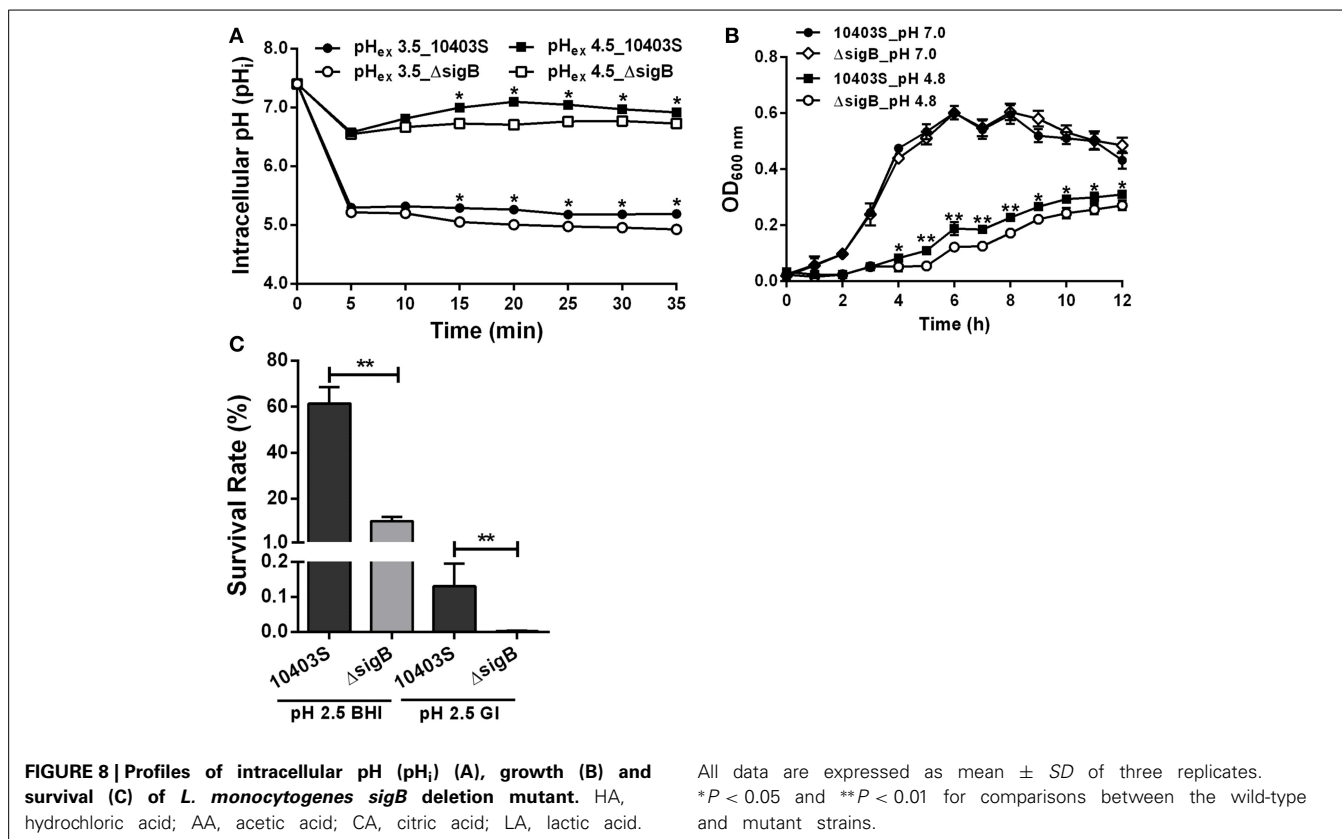 A
pHex 3.5_10403S
pHex 4.5_10403S
pHex 3.5_ΔsigB
pHex 4.5_ΔsigB
Intracellular pH (pHi)
8.0
7.0
6.0
5.0
4.0
* * * * *
* * * * *
0 5 10 15 20 25 30 35
Time (min)
B
10403S_pH 7.0
ΔsigB_pH 7.0
10403S_pH 4.8
ΔsigB_pH 4.8
OD600 nm
0.8
0.6
0.4
0.2
0.0
* ** ** ** ** * * * *
0 2 4 6 8 10 12
Time (h)
C
Survival Rate (%)
80
60
40
20
1.0
0.2
0.1
0.0
**
**
10403S ΔsigB 10403S ΔsigB
pH 2.5 BHI pH 2.5 GI
FIGURE 8 | Profiles of intracellular pH (pHi) (A), growth (B) and
survival (C) of L. monocytogenes sigB deletion mutant. HA,
hydrochloric acid; AA, acetic acid; CA, citric acid; LA, lactic acid.
All data are expressed as mean ± SD of three replicates.
*P < 0.05 and **P < 0.01 for comparisons between the wild-type
and mutant strains.